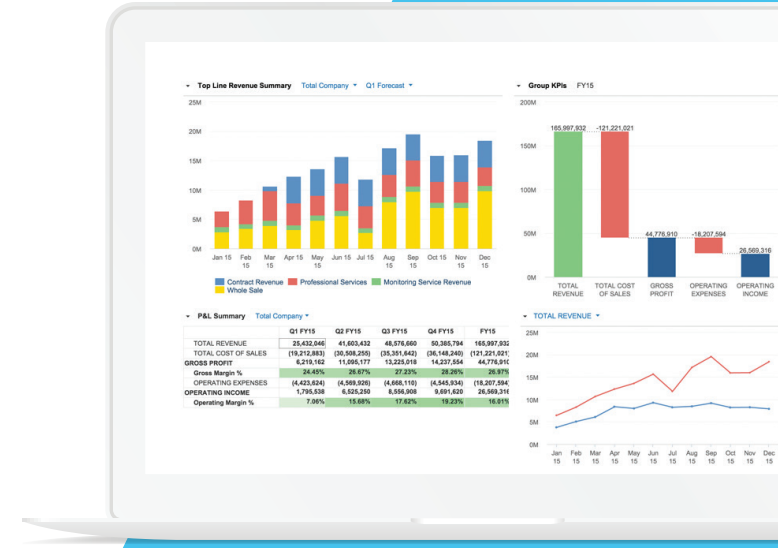 Top Line Revenue Summary Total Company Q1 Forecast
25M
20M
15M
10M
5M
0M
Jan 15 Feb 15 Mar 15 Apr 15 May 15 Jun 15 Jul 15 Aug 15 Sep 15 Oct 15 Nov 15 Dec 15
Contract Revenue Professional Services Monitoring Service Revenue
Whole Sale
Group KPIs FY15
200M
150M
100M
50M
0M
165,997,932 -121,221,021
44,776,910 -18,207,594
26,569,316
TOTAL REVENUE TOTAL COST OF SALES GROSS PROFIT OPERATING EXPENSES OPERATING INCOME
P&L Summary Total Company
Q1 FY15 Q2 FY15 Q3 FY15 Q4 FY15 FY15
TOTAL REVENUE 25,432,046 41,603,432 48,576,660 50,385,794 165,997,932
TOTAL COST OF SALES (19,212,883) (30,508,255) (35,351,642) (36,148,240) (121,221,021)
GROSS PROFIT 6,219,162 11,095,177 13,225,018 14,237,554 44,776,910
Gross Margin % 24.45% 26.67% 27.23% 28.26% 26.97%
OPERATING EXPENSES (4,423,624) (4,569,926) (4,668,110) (4,545,934) (18,207,594)
OPERATING INCOME 1,795,538 6,525,250 8,556,908 9,691,620 26,569,316
Operating Margin % 7.06% 15.68% 17.62% 19.23% 16.01%
TOTAL REVENUE
25M
20M
15M
10M
5M
0M
Jan 15 Feb 15 Mar 15 Apr 15 May 15 Jun 15 Jul 15 Aug 15 Sep 15 Oct 15 Nov 15 Dec 15